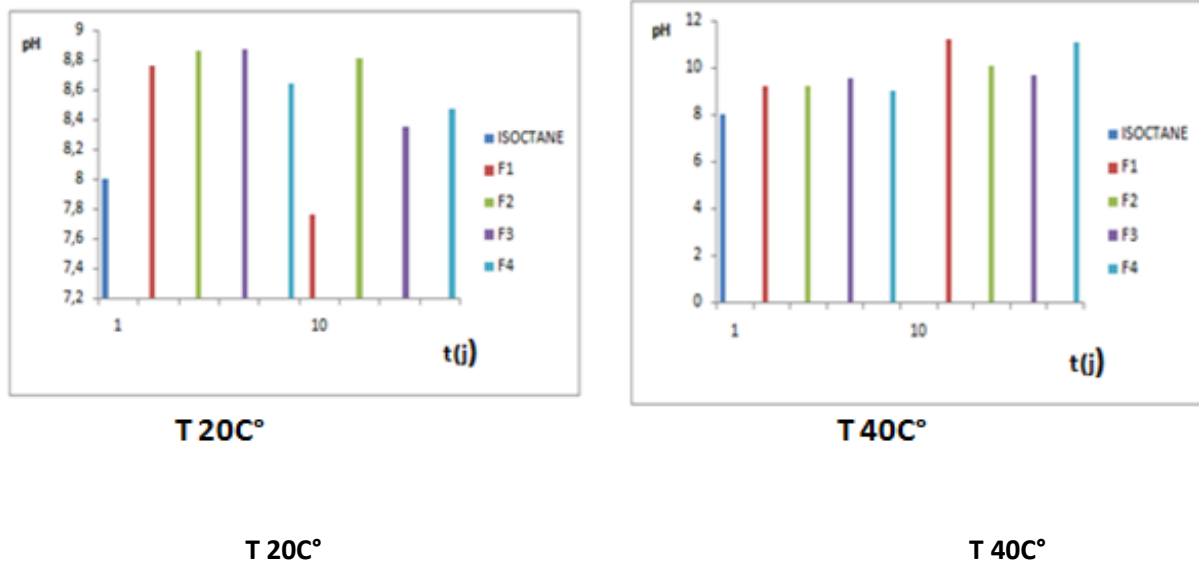 pH
9
8,8
8,6
8,4
8,2
8
7,8
7,6
7,4
7,2
1
10
t(j)
ISOCTANE
F1
F2
F3
F4
T 20C°
pH
12
10
8
6
4
2
0
1
10
t(j)
ISOCTANE
F1
F2
F3
F4
T 40C°
T 20C°
T 40C°